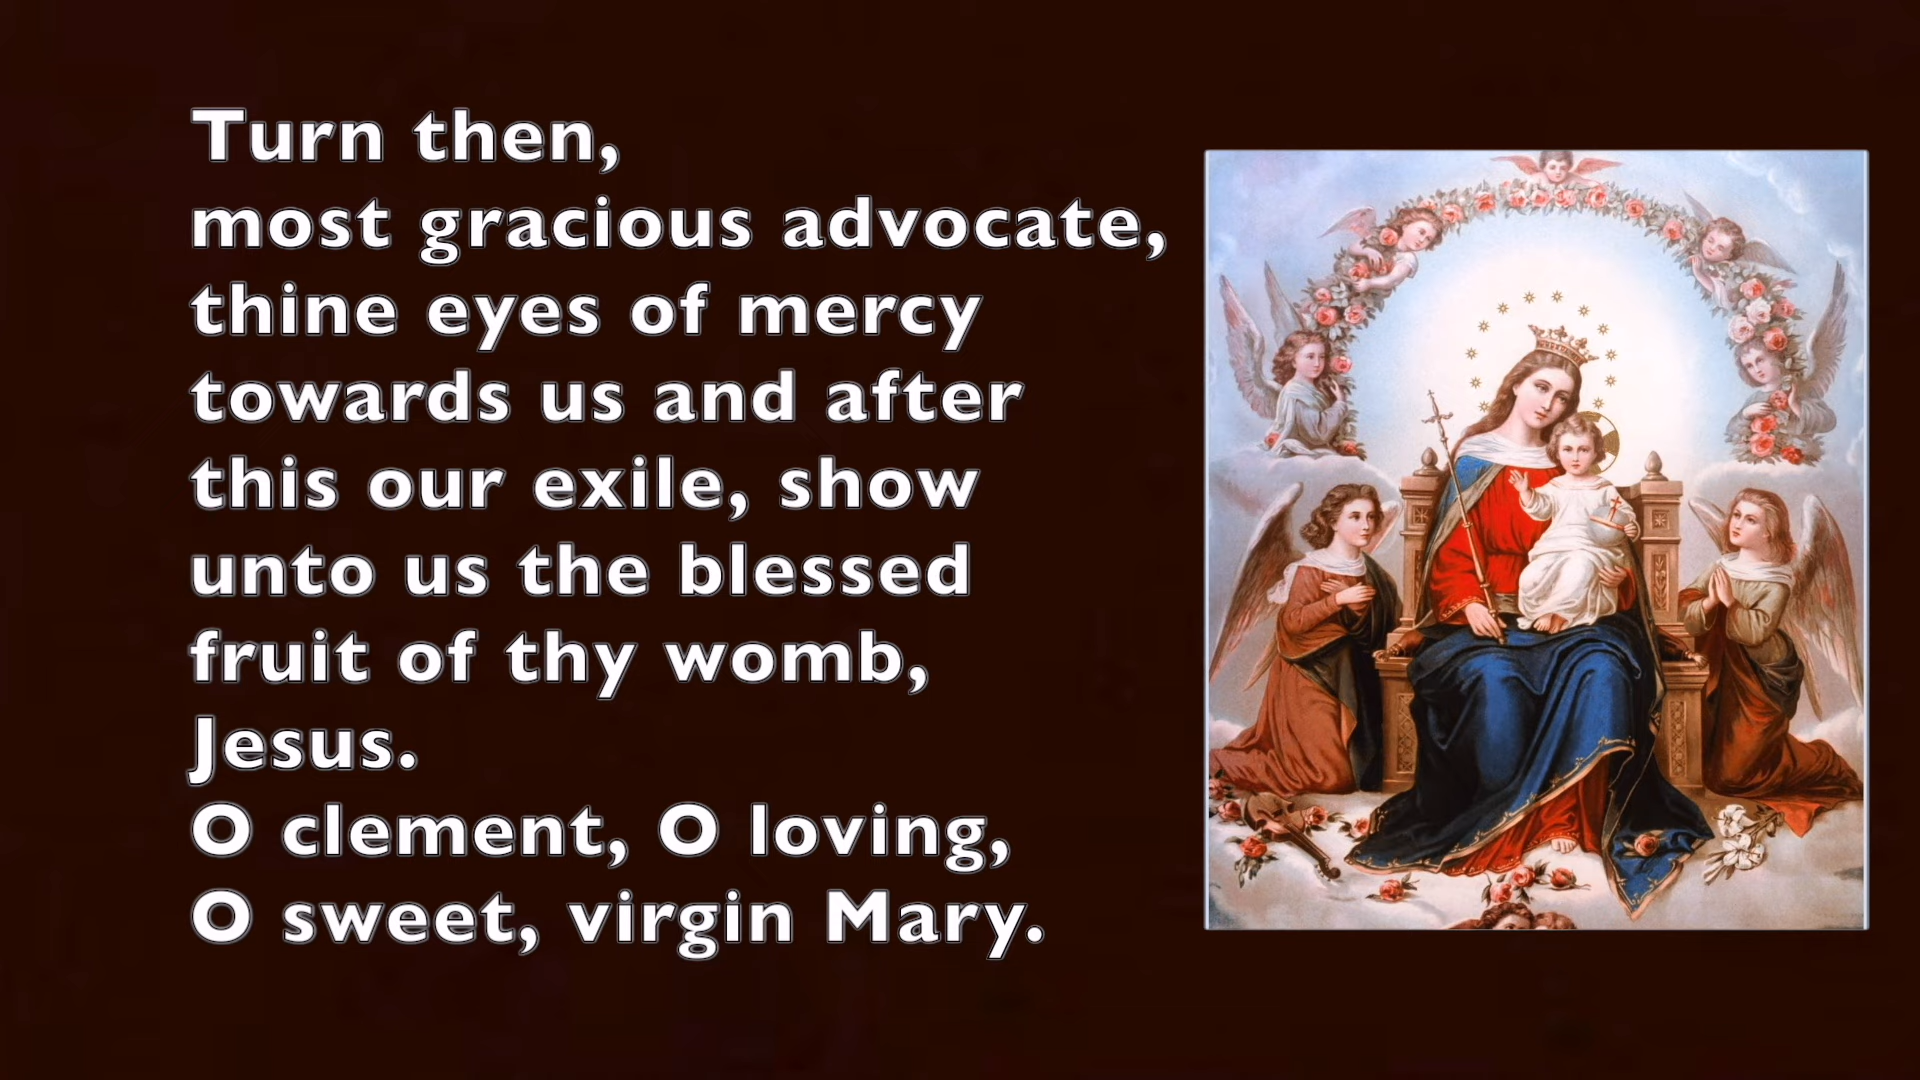 Turn then,
most gracious advocate,
thine eyes of mercy
towards us and after
this our exile, show
unto us the blessed
fruit of thy womb,
Jesus.
O clement, O loving,
O sweet, virgin Mary.